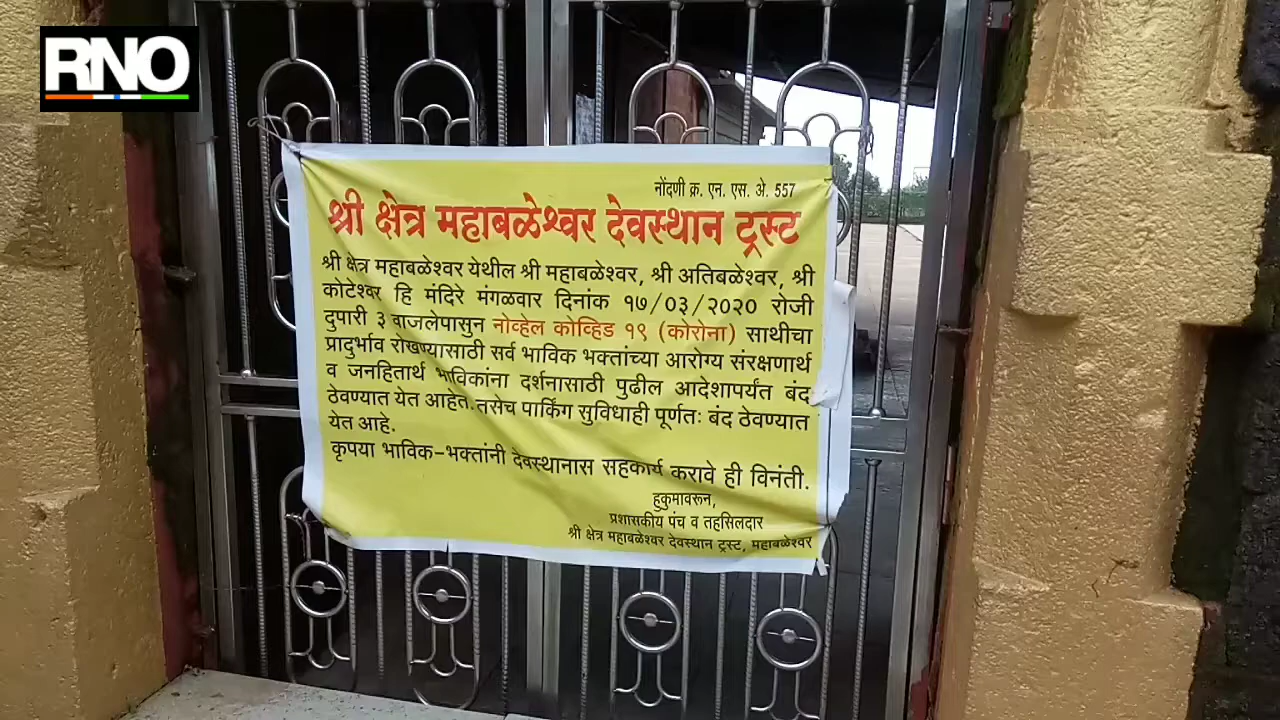 RNO
नोंदणी क्र. एन. एस. अे. 557
श्री क्षेत्र महाबळेश्वर देवस्थान ट्रस्ट
श्री क्षेत्र महाबळेश्वर येथील श्री महाबळेश्वर, श्री अतिबळेश्वर, श्री
कोटेश्वर हि मंदिरे मंगळवार दिनांक १७/०३/२०२० रोजी
दुपारी ३ वाजलेपासुन नोव्हेल कोव्हिड १९ (कोरोना) साथीचा
प्रादुर्भाव रोखण्यासाठी सर्व भाविक भक्तांच्या आरोग्य संरक्षणार्थ
व जनहितार्थ भाविकांना दर्शनासाठी पुढील आदेशापर्यंत बंद
ठेवण्यात येत आहेत. तसेच पार्किंग सुविधाही पूर्णतः बंद ठेवण्यात
येत आहे.
कृपया भाविक-भक्तांनी देवस्थानास सहकार्य करावे ही विनंती.
हुकुमावरून,
प्रशासकीय पंच व तहसिलदार
श्री क्षेत्र महाबळेश्वर देवस्थान ट्रस्ट, महाबळेश्वर